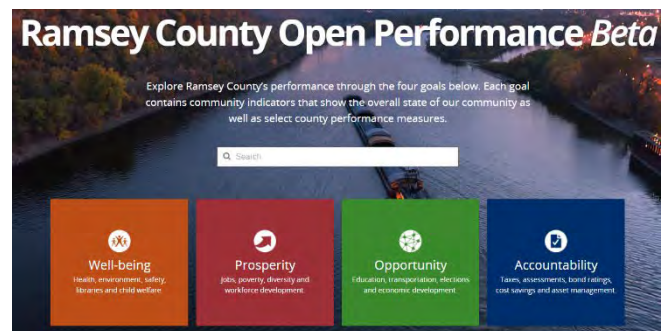 Ramsey County Open Performance Beta
Explore Ramsey County's performance through the four goals below. Each goal
contains community indicators that show the overall state of our community as
well as select county performance measures.
Search
Well-being
Health, environment, safety,
libraries and child welfare.
Prosperity
Jobs, poverty, diversity and
workforce development.
Opportunity
Education, transportation, elections
and economic development.
Accountability
Taxes, assessments, bond ratings,
cost savings and asset management.